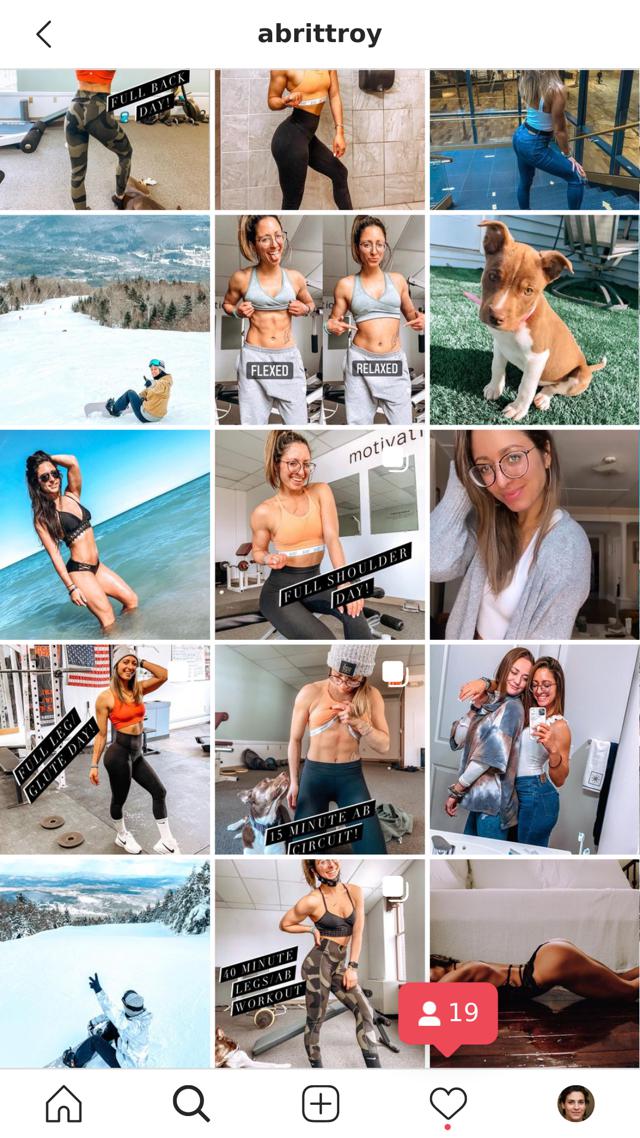 abrittroy
FULL BACK
DAY!
FLEXED
RELAXED
motivati
FULL SHOULDER
DAY!
FULL LEG/
GLUTE DAY!
15 MINUTE AB
CIRCUIT!
40 MINUTE
LEGS/AB
WORKOUT
19